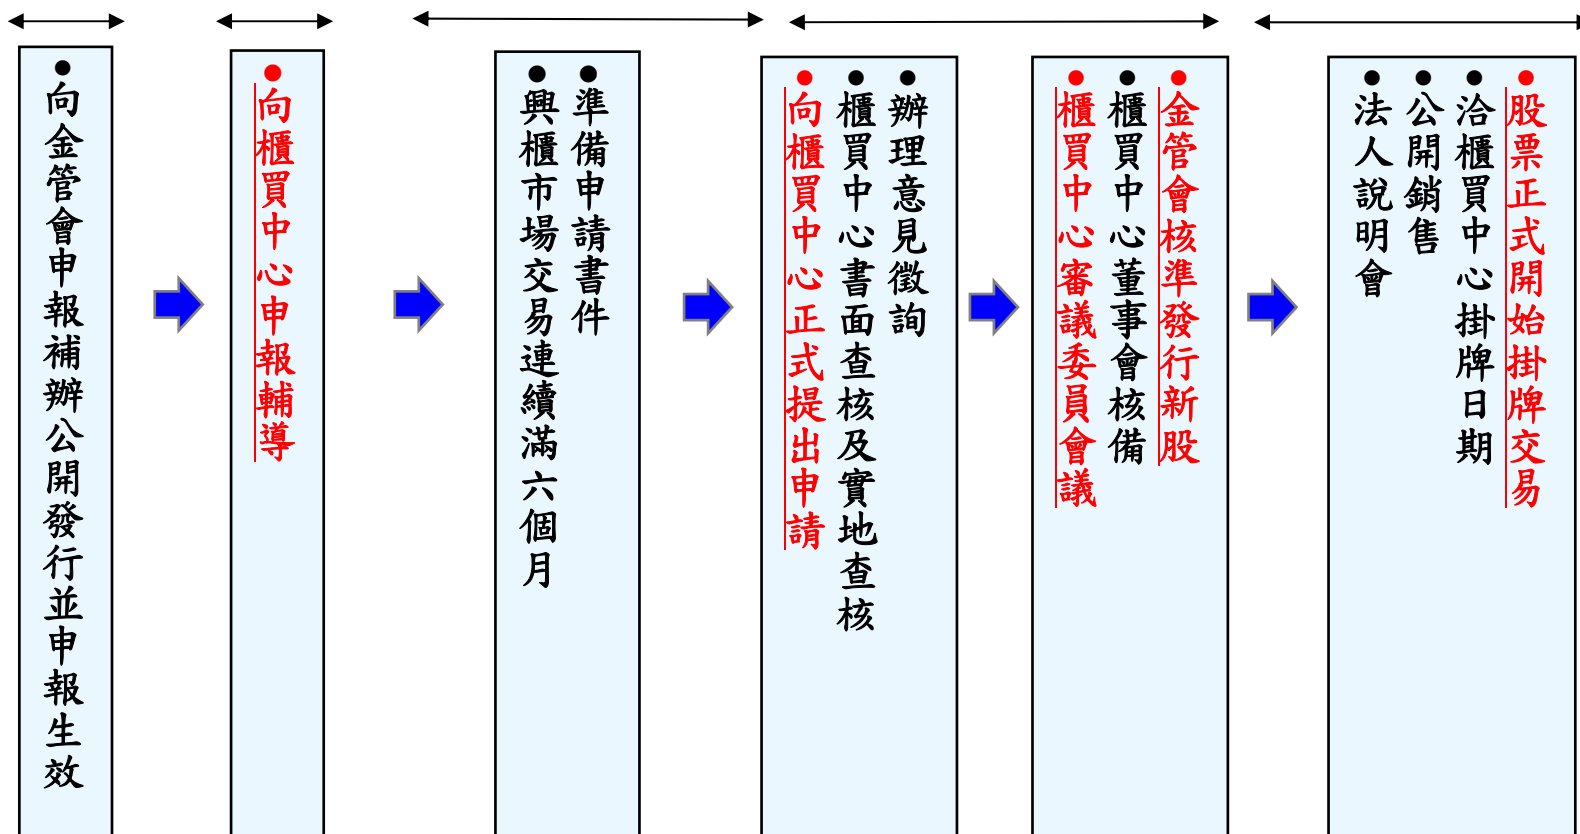 ●向金管會申報補辦公開發行並申報生效
●向櫃買中心申報輔導
●興櫃市場交易連續滿六個月
●準備申請書件
●向櫃買中心正式提出申請
●櫃買中心書面查核及實地查核
●辦理意見徵詢
●櫃買中心審議委員會議
●櫃買中心董事會核備
●金管會核準發行新股
●法人說明會
●公開銷售
●洽櫃買中心掛牌日期
●股票正式開始掛牌交易